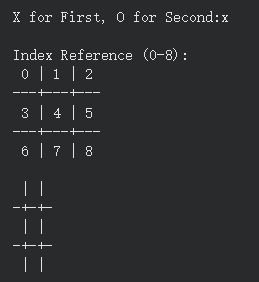 X for First, O for Second:x
Index Reference (0-8):
 0 | 1 | 2
---+---+---
 3 | 4 | 5
---+---+---
 6 | 7 | 8
 | |
-+-+-
 | |
-+-+-
 | |